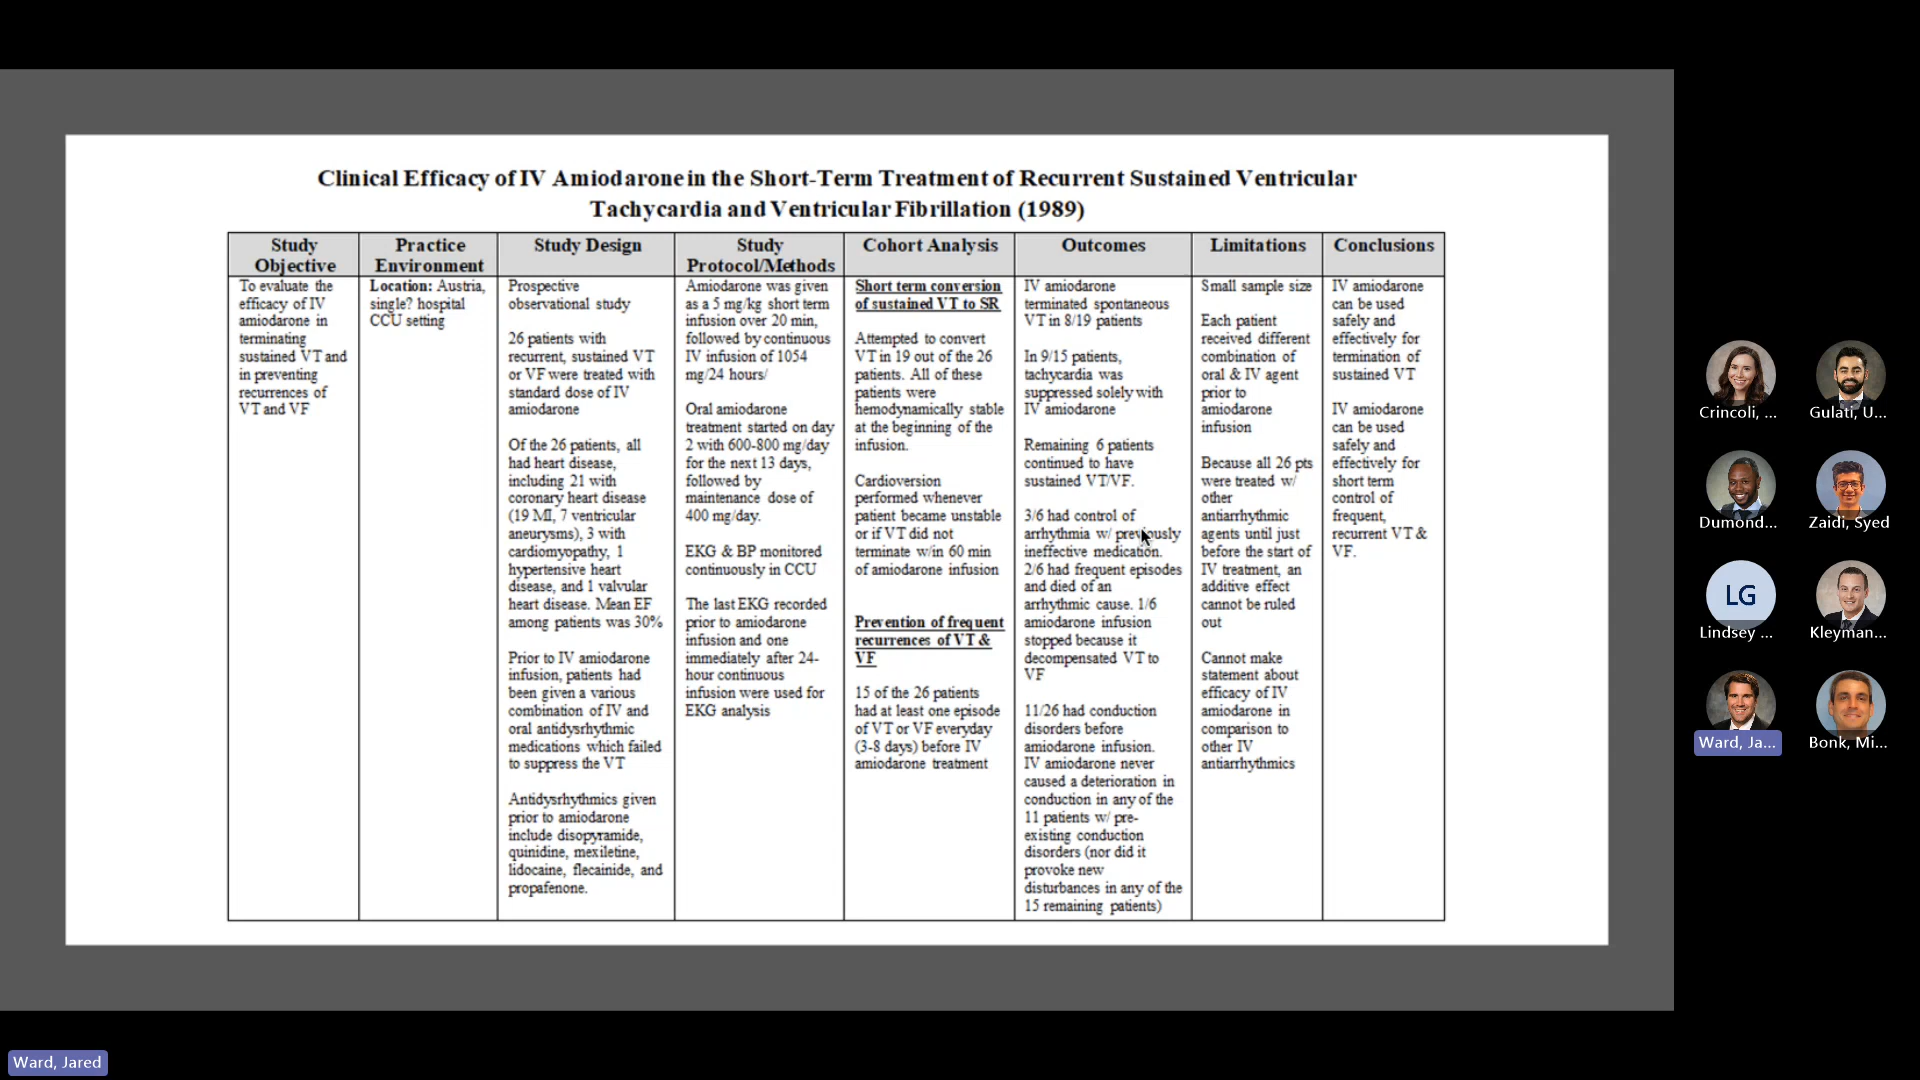 Clinical Efficacy of IV Amiodarone in the Short-Term Treatment of Recurrent Sustained Ventricular
Tachycardia and Ventricular Fibrillation (1989)
Study
Objective
To evaluate the
efficacy of IV
amiodarone in
terminating
sustained VT and
in preventing
recurrences of
VT and VF
Practice
Environment
Location: Austria,
single? hospital
CCU setting
Study Design
Prospective
observational study
26 patients with
recurrent, sustained VT
or VF were treated with
standard dose of IV
amiodarone
Of the 26 patients, all
had heart disease,
including 21 with
coronary heart disease
(19 MI, 7 ventricular
aneurysms), 3 with
cardiomyopathy, 1
hypertensive heart
disease, and 1 valvular
heart disease. Mean EF
among patients was 30%
Prior to IV amiodarone
infusion, patients had
been given a various
combination of IV and
oral antidysrhythmic
medications which failed
to suppress the VT
Antidysrhythmics given
prior to amiodarone
include disopyramide,
quinidine, mexiletine,
lidocaine, flecainide, and
propafenone.
Study
Protocol/Methods
Amiodarone was given
as a 5 mg/kg short term
infusion over 20 min,
followed by continuous
IV infusion of 1054
mg/24 hours/
Oral amiodarone
treatment started on day
2 with 600-800 mg/day
for the next 13 days,
followed by
maintenance dose of
400 mg/day.
EKG & BP monitored
continuously in CCU
The last EKG recorded
prior to amiodarone
infusion and one
immediately after 24-
hour continuous
infusion were used for
EKG analysis
Cohort Analysis
Short term conversion
of sustained VT to SR
Attempted to convert
VT in 19 out of the 26
patients. All of these
patients were
hemodynamically stable
at the beginning of the
infusion.
Cardioversion
performed whenever
patient became unstable
or if VT did not
terminate w/in 60 min
of amiodarone infusion
Prevention of frequent
recurrences of VT &
VF
15 of the 26 patients
had at least one episode
of VT or VF everyday
(3-8 days) before IV
amiodarone treatment
Outcomes
IV amiodarone
terminated spontaneous
VT in 8/19 patients
In 9/15 patients,
tachycardia was
suppressed solely with
IV amiodarone
Remaining 6 patients
continued to have
sustained VT/VF.
3/6 had control of
arrhythmia w/ previously
ineffective medication.
2/6 had frequent episodes
and died of an
arrhythmic cause. 1/6
amiodarone infusion
stopped because it
decompensated VT to
VF
11/26 had conduction
disorders before
amiodarone infusion.
IV amiodarone never
caused a deterioration in
conduction in any of the
11 patients w/ pre-
existing conduction
disorders (nor did it
provoke new
disturbances in any of the
15 remaining patients)
Limitations
Small sample size
Each patient
received different
combination of
oral & IV agent
prior to
amiodarone
infusion
Because all 26 pts
were treated w/
other
antiarrhythmic
agents until just
before the start of
IV treatment, an
additive effect
cannot be ruled
out
Cannot make
statement about
efficacy of IV
amiodarone in
comparison to
other IV
antiarrhythmics
Conclusions
IV amiodarone
can be used
safely and
effectively for
termination of
sustained VT
IV amiodarone
can be used
safely and
effectively for
short term
control of
frequent,
recurrent VT &
VF.
Crincoli, ...
Gulati, U...
Dumond...
Zaidi, Syed
LG
Lindsey ...
Kleyman...
Ward, Ja...
Bonk, Mi...
Ward, Jared